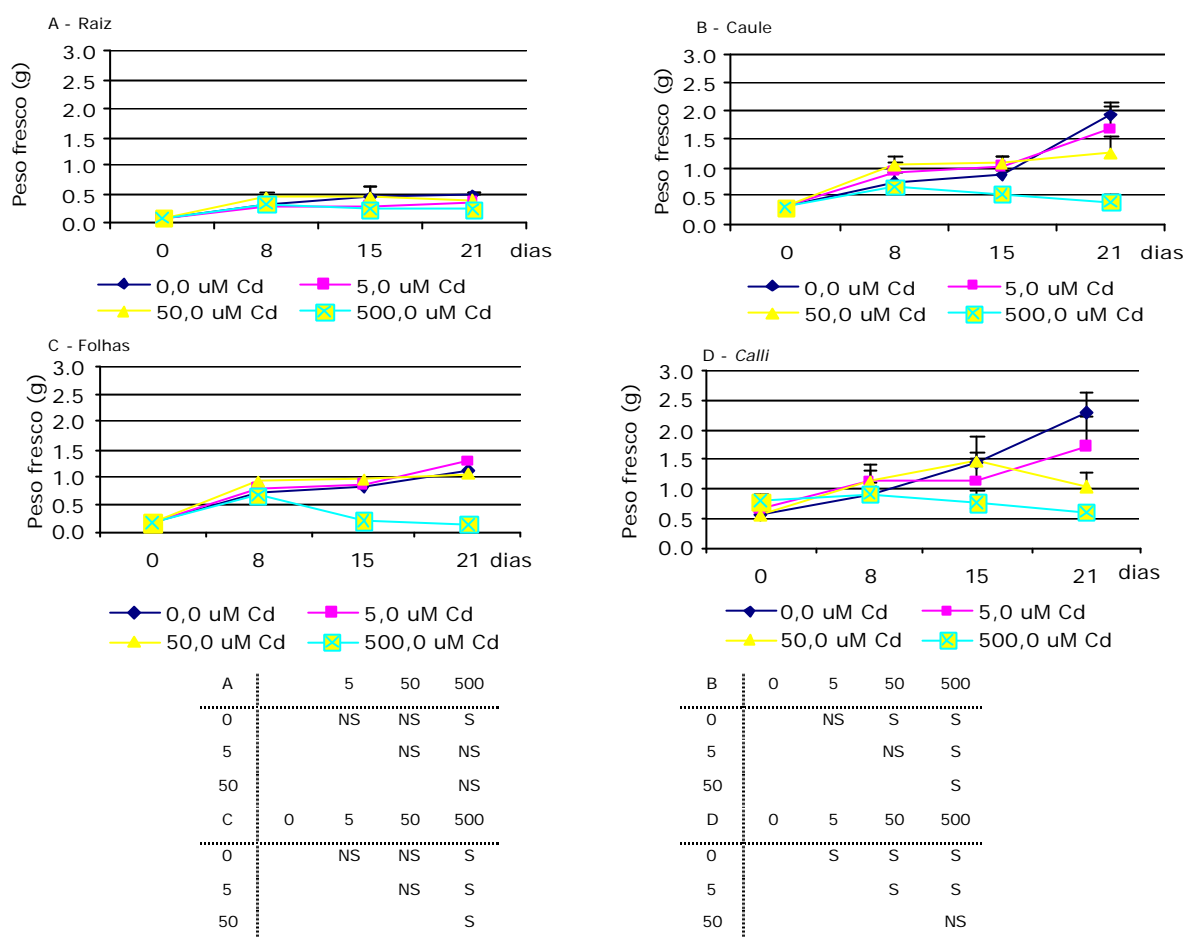 A - Raiz
Peso fresco (g)
3.0
2.5
2.0
1.5
1.0
0.5
0.0
0 8 15 21 dias
0,0 uM Cd 5,0 uM Cd
50,0 uM Cd 500,0 uM Cd
B - Caule
Peso fresco (g)
3.0
2.5
2.0
1.5
1.0
0.5
0.0
0 8 15 21 dias
0,0 uM Cd 5,0 uM Cd
50,0 uM Cd 500,0 uM Cd
C - Folhas
Peso fresco (g)
3.0
2.5
2.0
1.5
1.0
0.5
0.0
0 8 15 21 dias
0,0 uM Cd 5,0 uM Cd
50,0 uM Cd 500,0 uM Cd
D - Calli
Peso fresco (g)
3.0
2.5
2.0
1.5
1.0
0.5
0.0
0 8 15 21 dias
0,0 uM Cd 5,0 uM Cd
50,0 uM Cd 500,0 uM Cd
A 5 50 500
0 NS NS S
5 NS NS
50 NS
B 0 5 50 500
0 NS S S
5 NS S
50 S
C 0 5 50 500
0 NS NS S
5 NS S
50 S
D 0 5 50 500
0 S S S
5 S S
50 NS